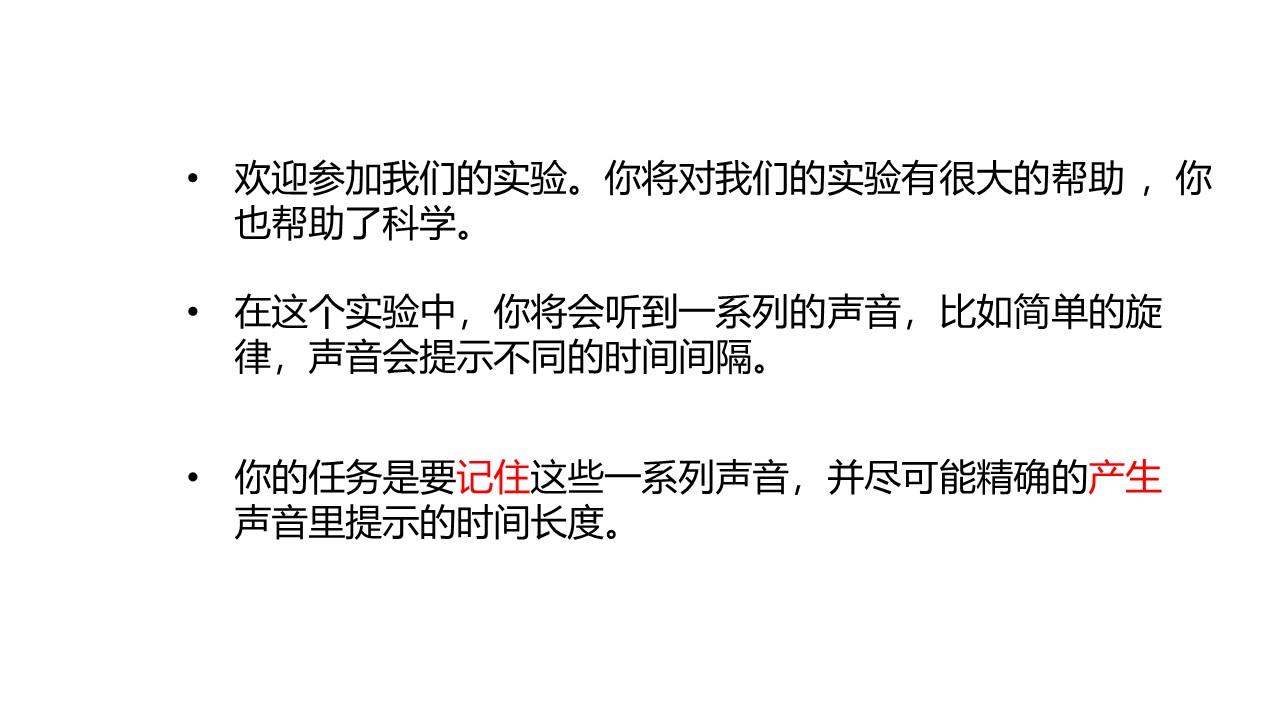 • 欢迎参加我们的实验。你将对我们的实验有很大的帮助 ，你
也帮助了科学。
• 在这个实验中，你将会听到一系列的声音，比如简单的旋
律，声音会提示不同的时间间隔。
• 你的任务是要记住这些一系列声音，并尽可能精确的产生
声音里提示的时间长度。